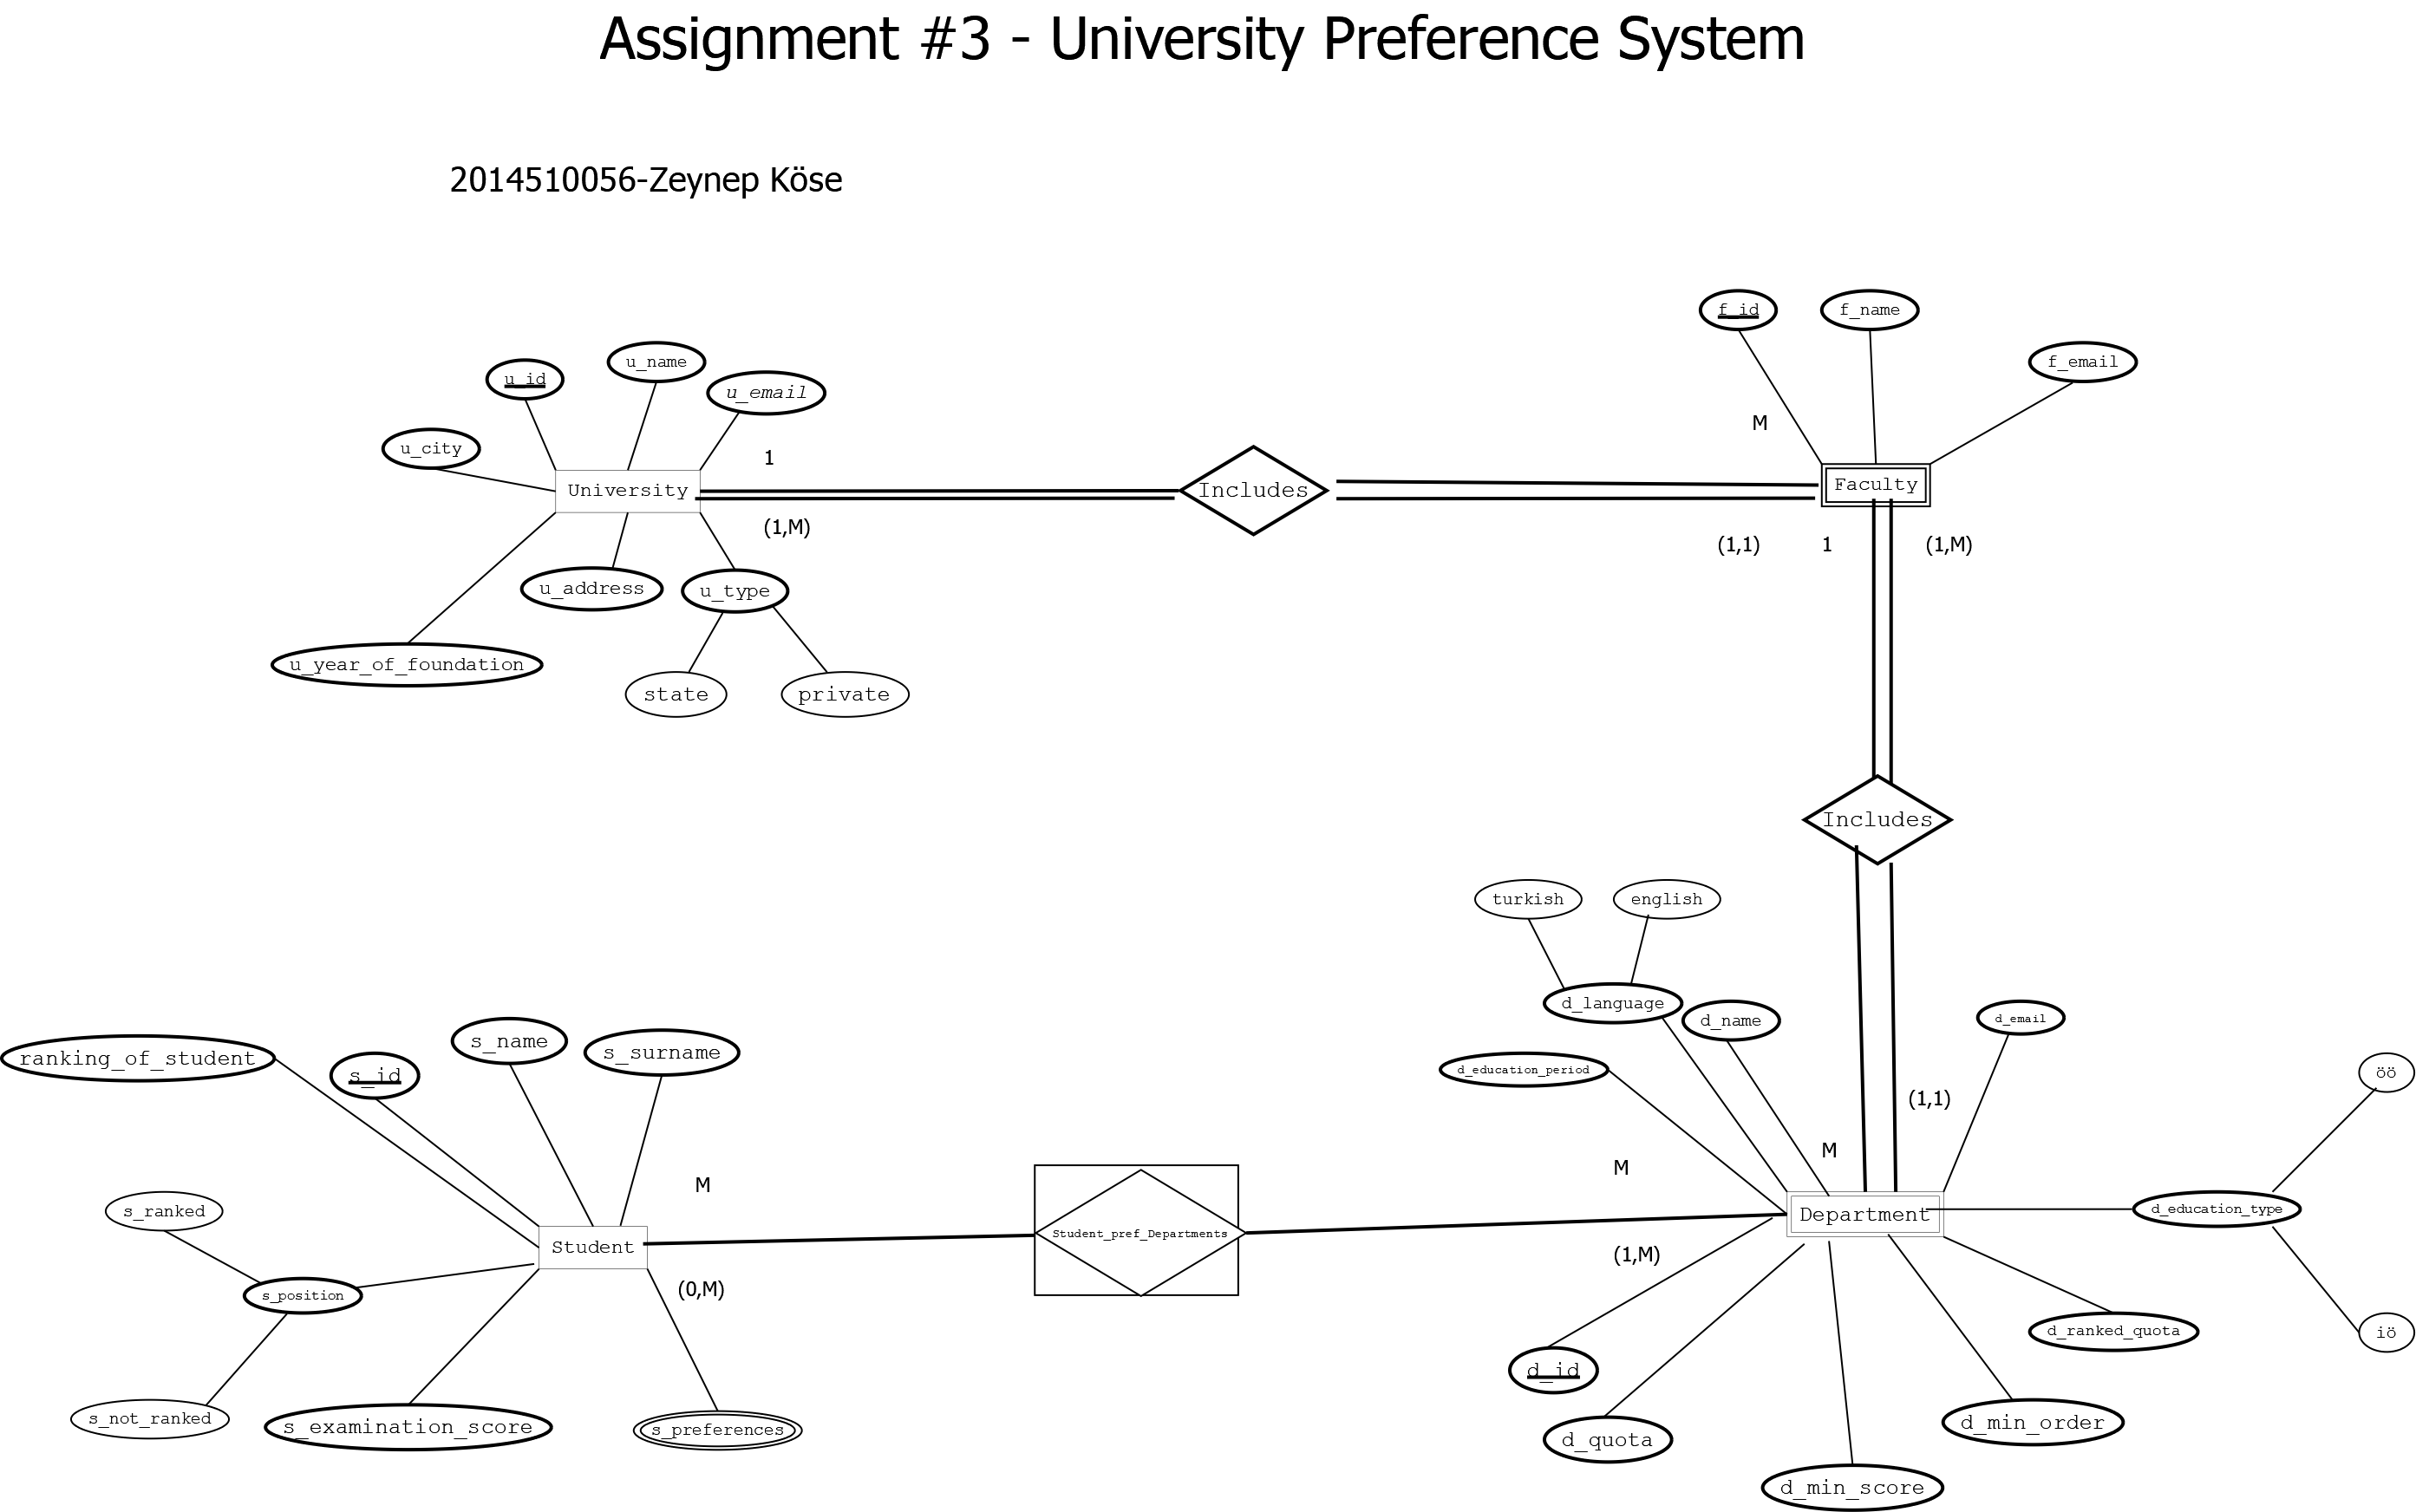 Assignment #3 - University Preference System
2014510056-Zeynep Köse
f_id
f_name
f_email
u_id
u_name
u_email
u_city
M
1
University
Includes
Faculty
(1,M)
(1,1)
1
(1,M)
u_address
u_type
u_year_of_foundation
state
private
Includes
turkish
english
d_language
d_name
d_email
d_education_period
öö
ranking_of_student
s_id
s_name
s_surname
(1,1)
M
M
M
s_ranked
Student_pref_Departments
Department
d_education_type
Student
(1,M)
s_position
(0,M)
d_ranked_quota
iö
d_id
s_not_ranked
s_examination_score
s_preferences
d_quota
d_min_order
d_min_score